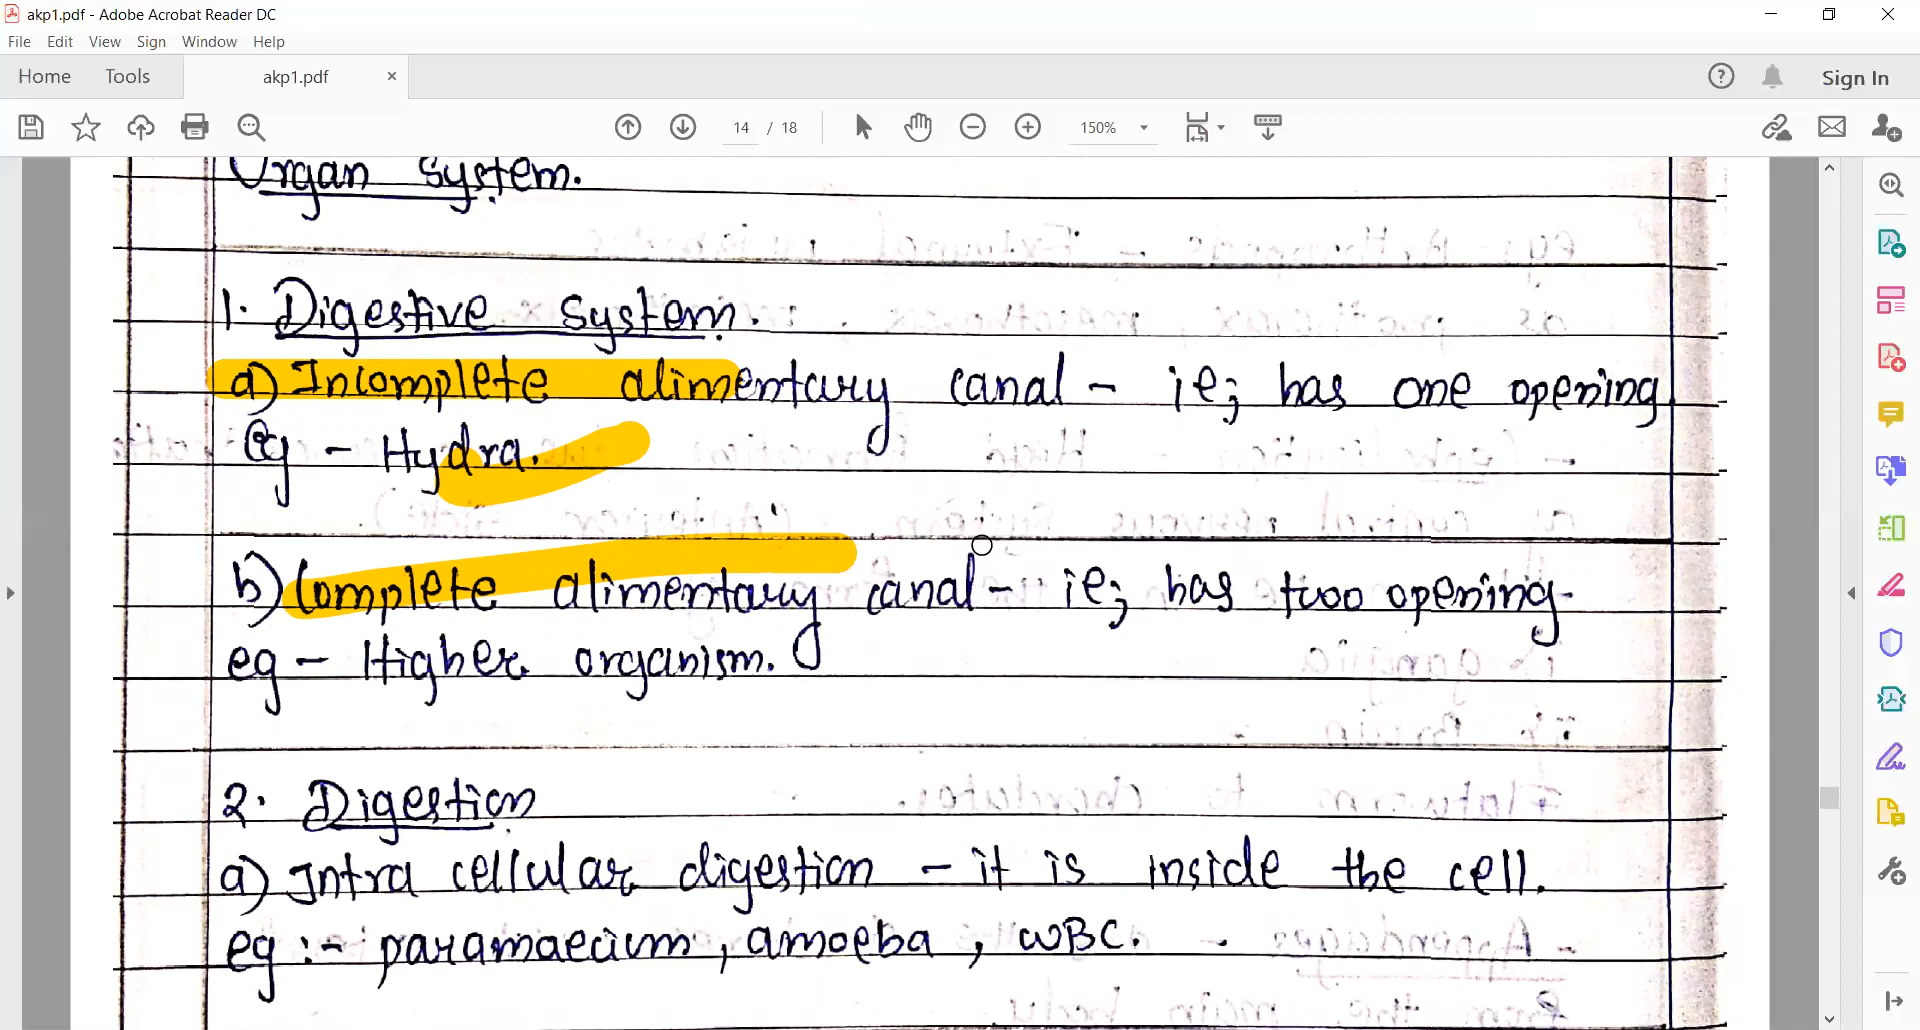 akp1.pdf - Adobe Acrobat Reader DC
File Edit View Sign Window Help
Home Tools akp1.pdf × Sign In
14 / 18 150%
Organ System.
1. Digestive System.
a) Incomplete alimentary canal - ie; has one opening
eg - Hydra.
b) Complete alimentary canal - ie; has two opening.
eg - Higher organism.
2. Digestion
a) Intra cellular digestion - it is inside the cell.
eg :- paramaecium, amoeba, WBC.